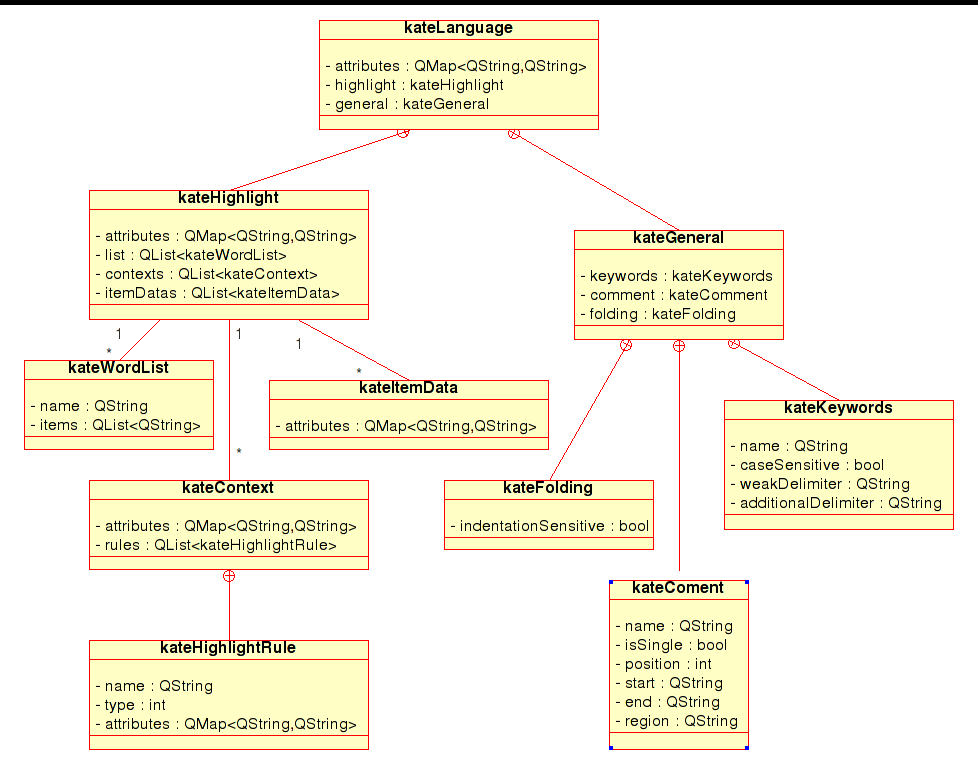 kateLanguage
- attributes : QMap<QString,QString>
- highlight : kateHighlight
- general : kateGeneral
kateHighlight
- attributes : QMap<QString,QString>
- list : QList<kateWordList>
- contexts : QList<kateContext>
- itemDatas : QList<kateItemData>
kateGeneral
- keywords : kateKeywords
- comment : kateComment
- folding : kateFolding
1
1
1
*
*
*
kateWordList
- name : QString
- items : QList<QString>
kateItemData
- attributes : QMap<QString,QString>
kateKeywords
- name : QString
- caseSensitive : bool
- weakDelimiter : QString
- additionalDelimiter : QString
kateContext
- attributes : QMap<QString,QString>
- rules : QList<kateHighlightRule>
kateFolding
- indentationSensitive : bool
kateComent
- name : QString
- isSingle : bool
- position : int
- start : QString
- end : QString
- region : QString
kateHighlightRule
- name : QString
- type : int
- attributes : QMap<QString,QString>